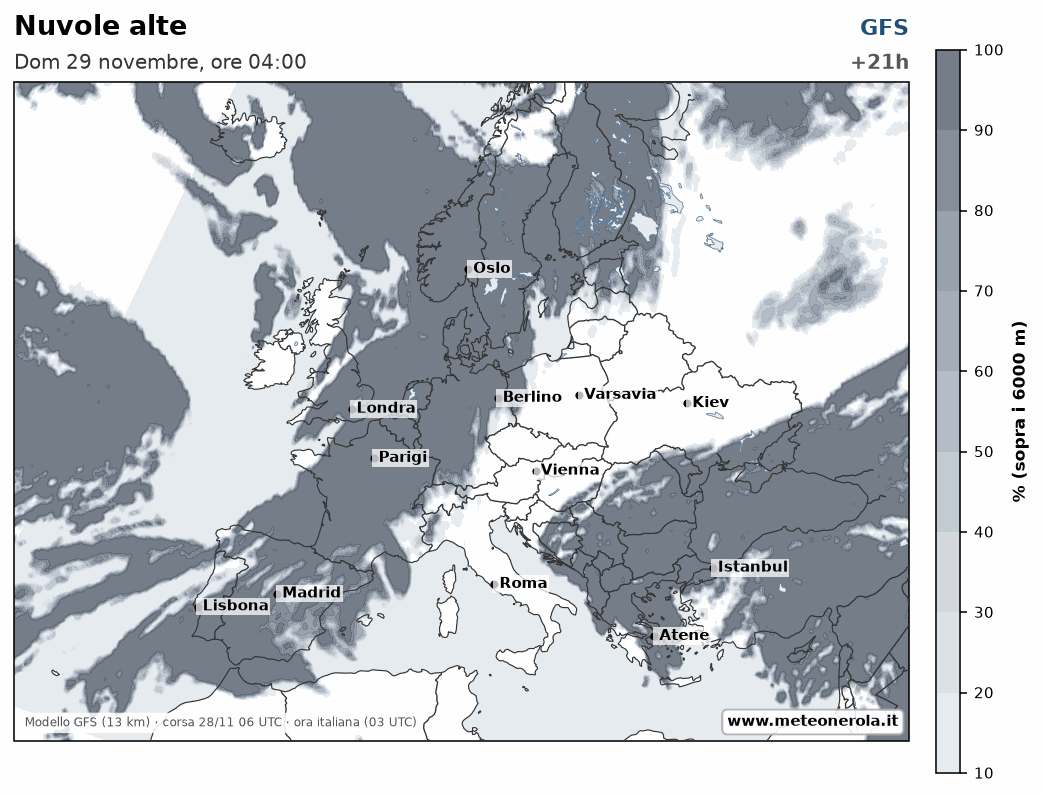 Nuvole alte
GFS
Dom 29 novembre, ore 04:00
+21h
100
90
80
70
60
50
40
30
20
10
% (sopra i 6000 m)
Oslo
Berlino
Varsavia
Kiev
Londra
Parigi
Vienna
Istanbul
Roma
Madrid
Lisbona
Atene
Modello GFS (13 km) · corsa 28/11 06 UTC · ora italiana (03 UTC)
www.meteonerola.it